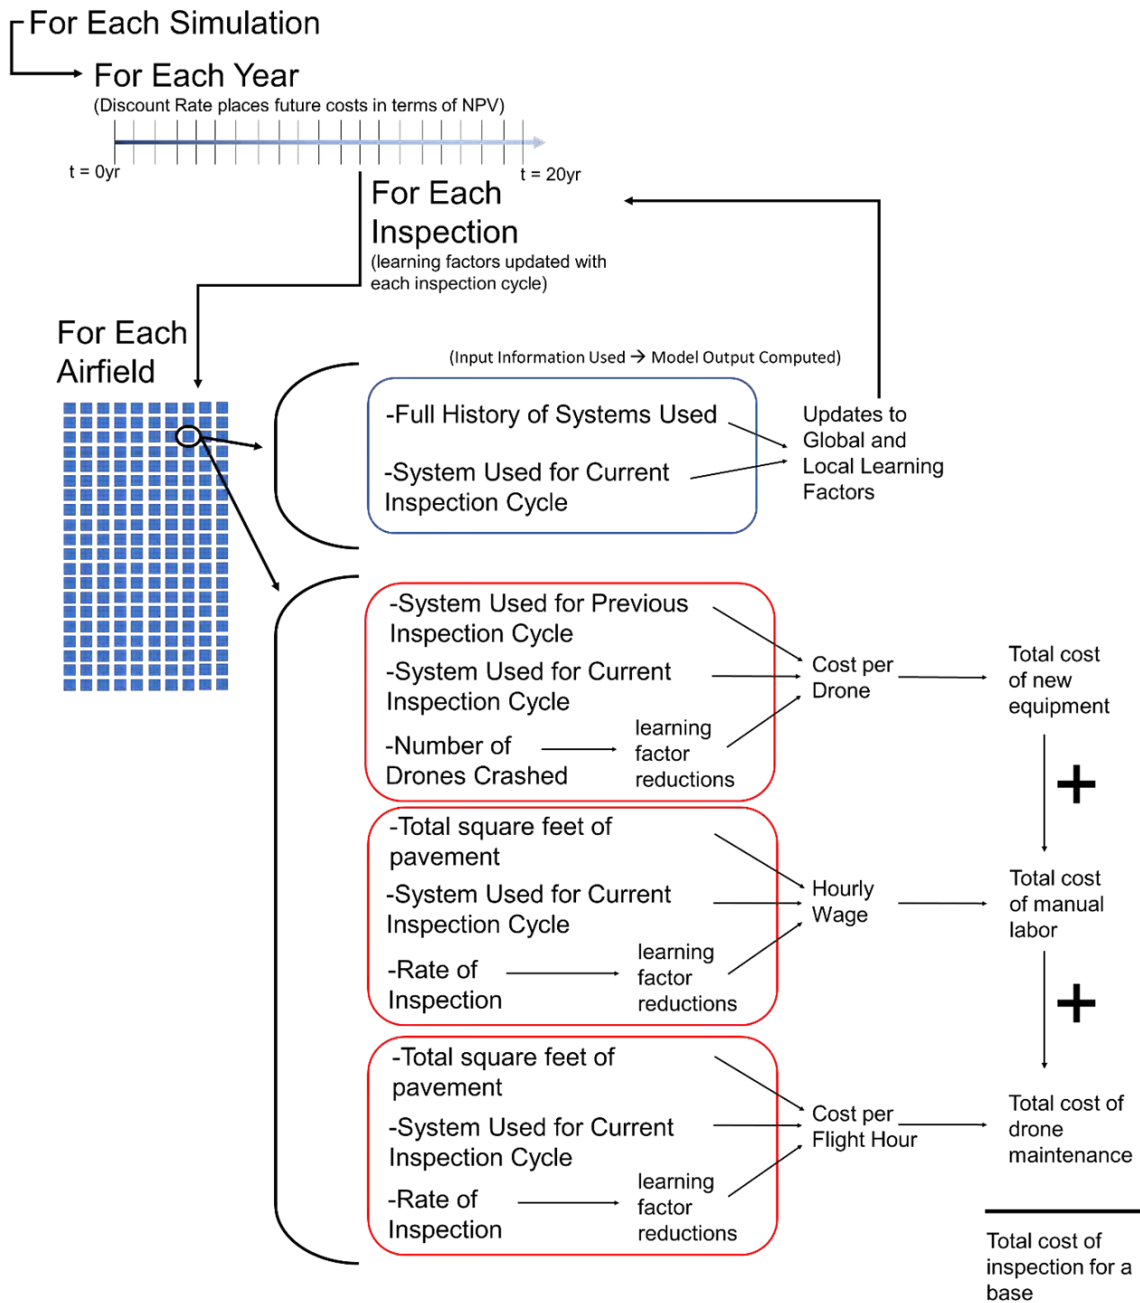 For Each Simulation
For Each Year
(Discount Rate places future costs in terms of NPV)
t = 0yr
t = 20yr
For Each
Inspection
(learning factors updated with
each inspection cycle)
For Each
Airfield
(Input Information Used → Model Output Computed)
-Full History of Systems Used
-System Used for Current
Inspection Cycle
Updates to
Global and
Local Learning
Factors
-System Used for Previous
Inspection Cycle
-System Used for Current
Inspection Cycle
-Number of
Drones Crashed
learning
factor
reductions
Cost per
Drone
Total cost
of new
equipment
+
-Total square feet of
pavement
-System Used for Current
Inspection Cycle
-Rate of
Inspection
learning
factor
reductions
Hourly
Wage
Total cost
of manual
labor
+
-Total square feet of
pavement
-System Used for Current
Inspection Cycle
-Rate of
Inspection
learning
factor
reductions
Cost per
Flight Hour
Total cost of
drone
maintenance
Total cost of
inspection for a
base